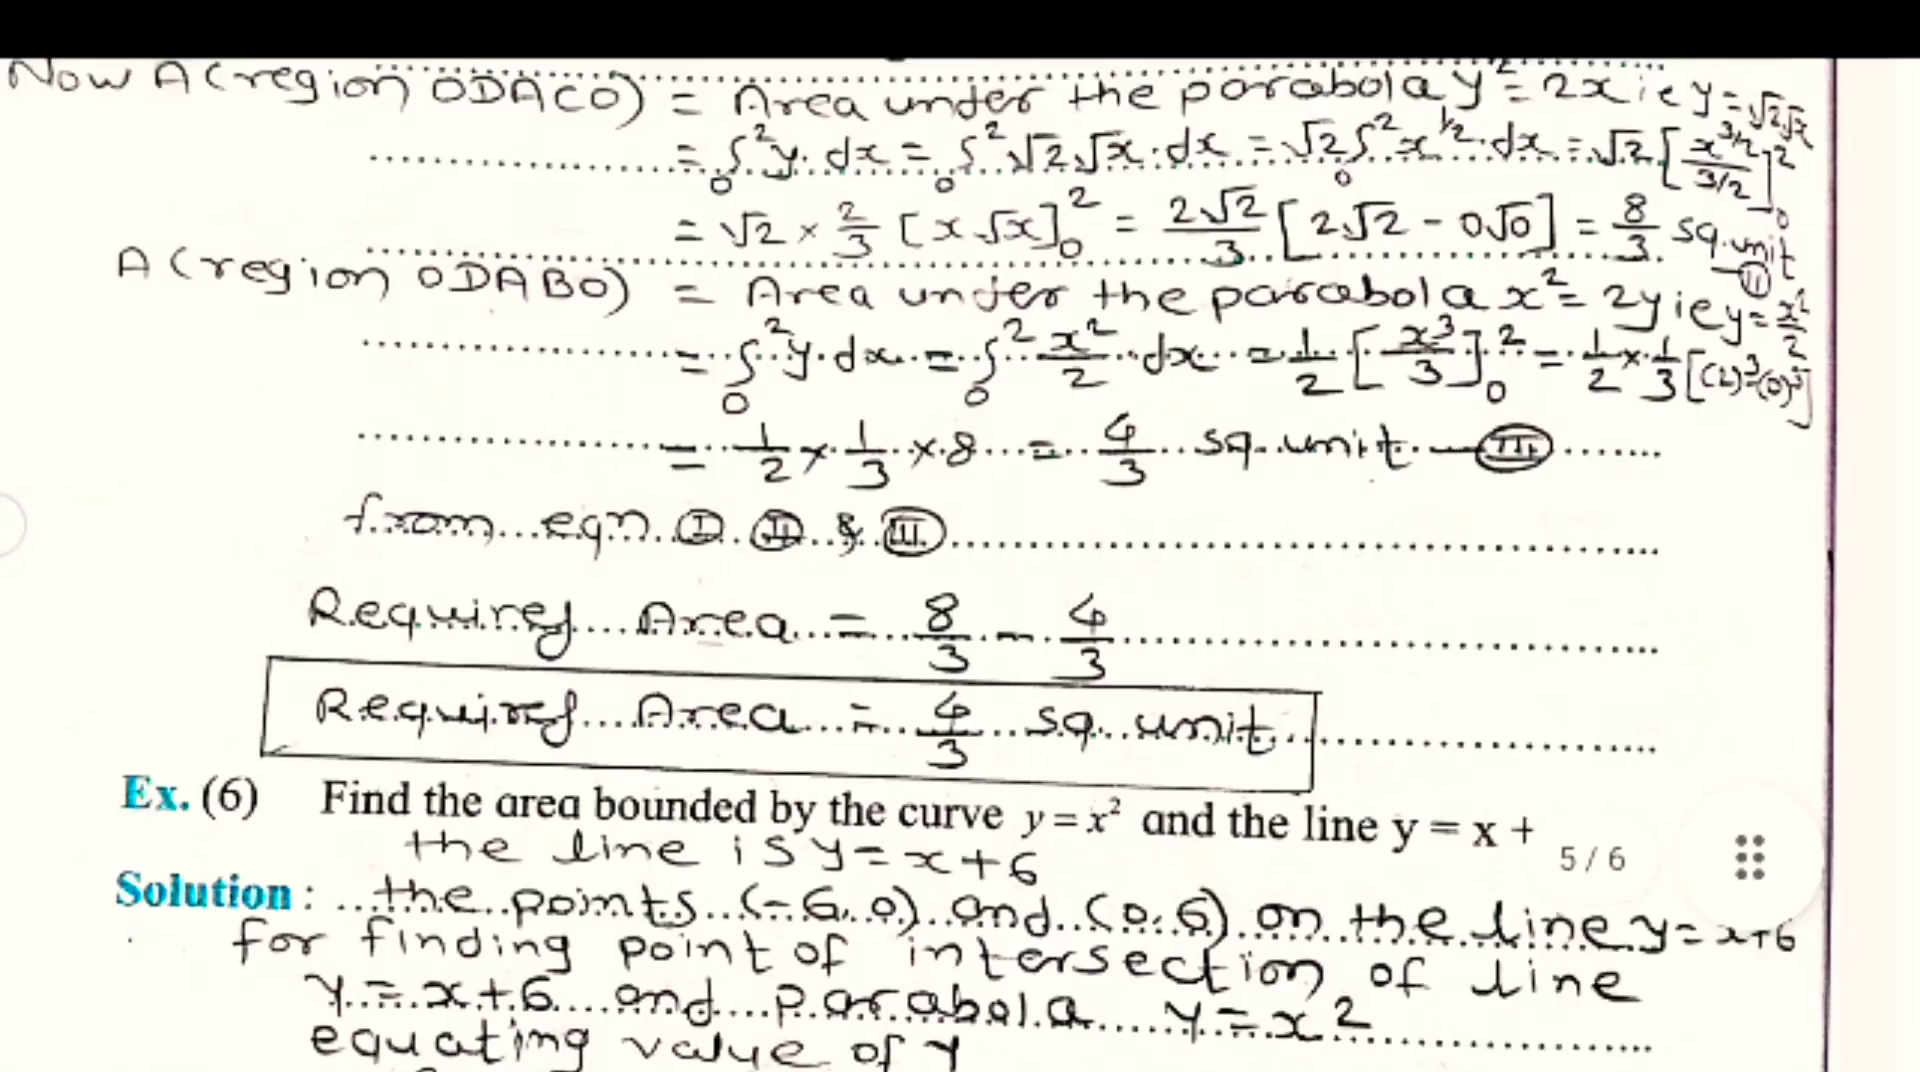 Now A(region ODACO) = Area under the parabola y² = 2x ie y = √2√x
= ∫₀² y.dx = ∫₀² √2√x.dx = √2 ∫₀² x^1/2.dx = √2 [x^3/2 / 3/2]₀²
= √2 × 2/3 [x√x]₀² = 2√2/3 [2√2 - 0√0] = 8/3 sq.unit — II
A(region ODABO) = Area under the parabola x² = 2y ie y = x²/2
= ∫₀² y.dx = ∫₀² x²/2 .dx = 1/2 [x³/3]₀² = 1/2 × 1/3 [(2)³-(0)³]
= 1/2 × 1/3 × 8 = 4/3 sq.unit — III
from eqn I II & III
Required Area = 8/3 - 4/3
Required Area = 4/3 sq.unit.
Ex. (6) Find the area bounded by the curve y = x² and the line y = x +
the line is y = x+6
5 / 6
Solution : the points (-6,0) and (0,6) on the line y = x+6
for finding point of intersection of line
y = x+6 and parabola y = x²
equating value of y